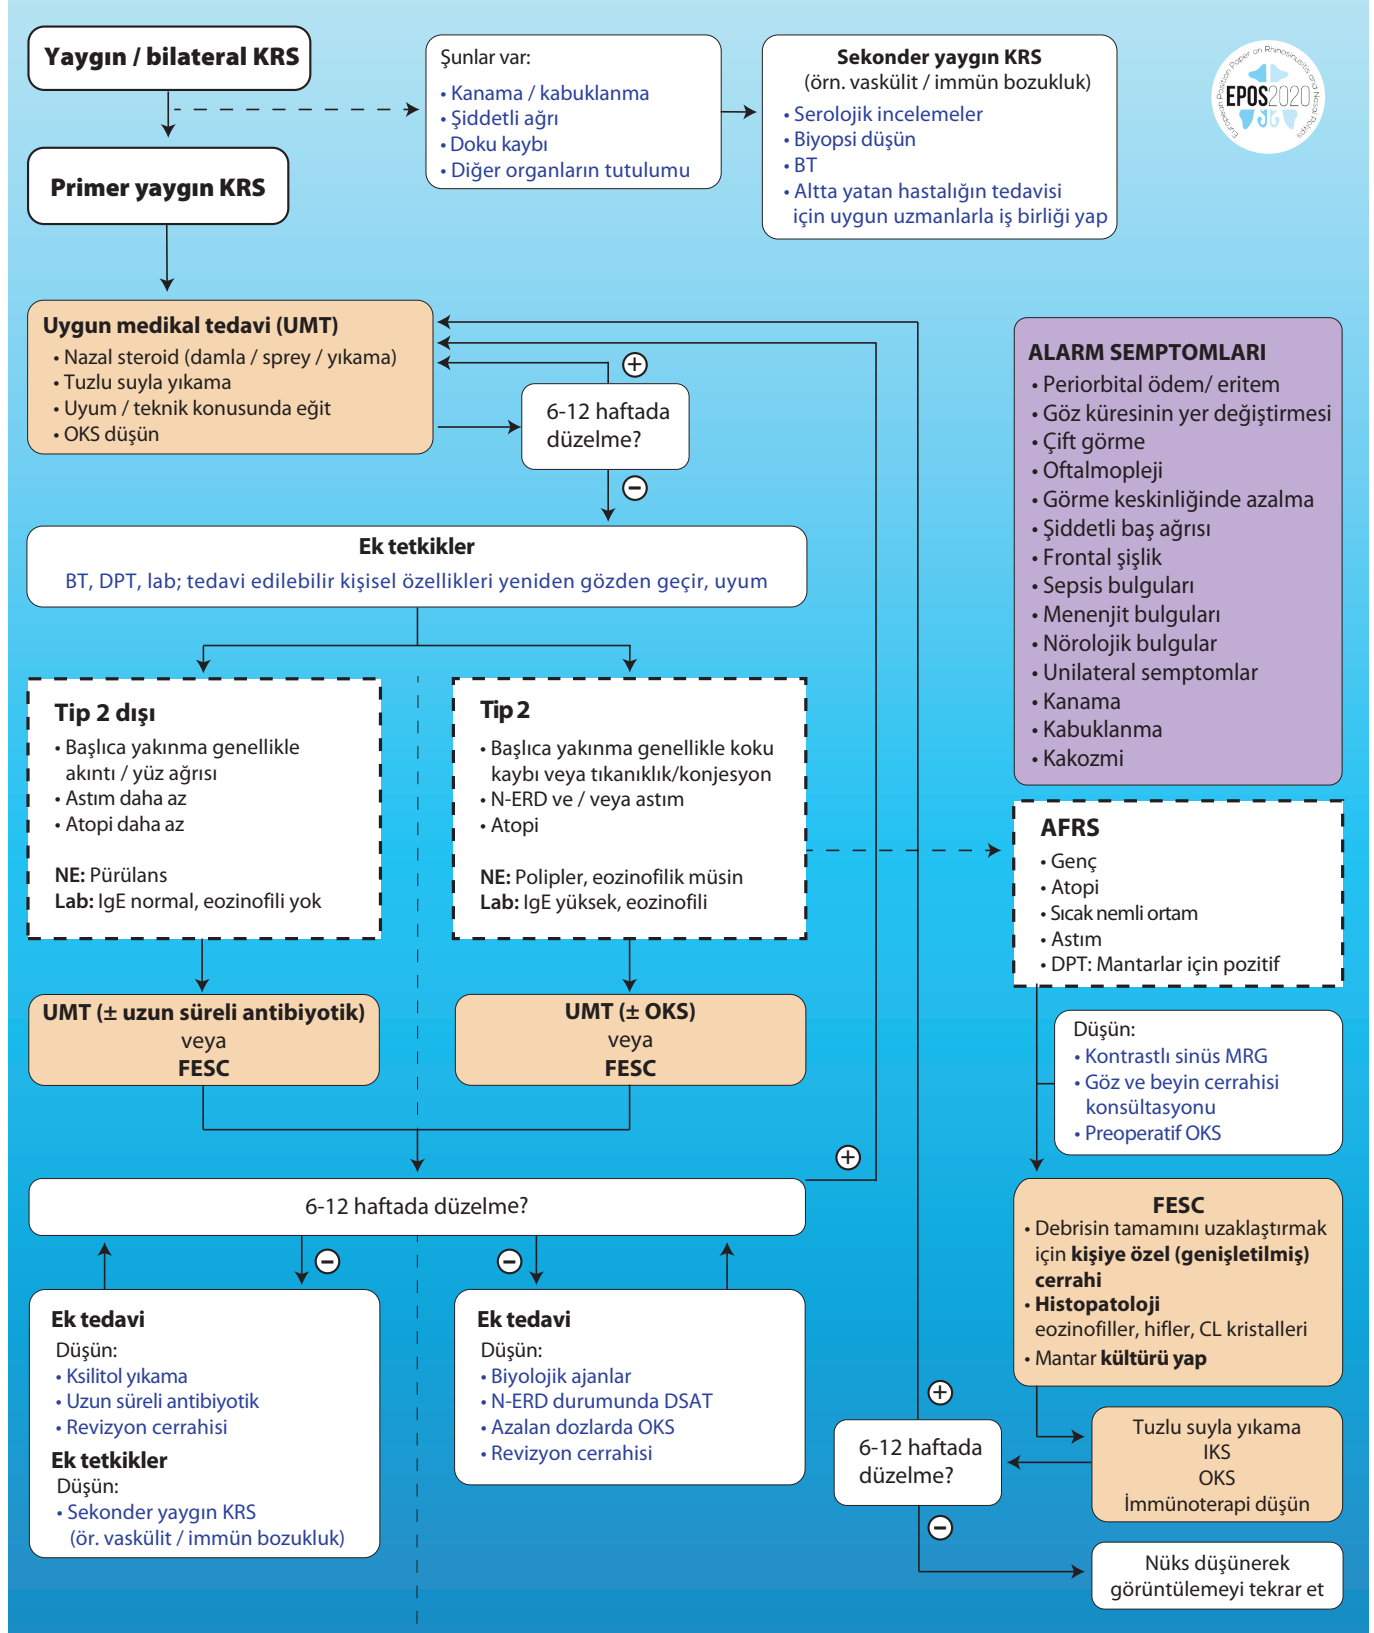 Yaygın / bilateral KRS
Şunlar var:
• Kanama / kabuklanma
• Şiddetli ağrı
• Doku kaybı
• Diğer organların tutulumu
Sekonder yaygın KRS
(örn. vaskülit / immün bozukluk)
• Serolojik incelemeler
• Biyopsi düşün
• BT
• Altta yatan hastalığın tedavisi
için uygun uzmanlarla iş birliği yap
European Position Paper on Rhinosinusitis and Nasal Polyps
EPOS2020
Primer yaygın KRS
Uygun medikal tedavi (UMT)
• Nazal steroid (damla / sprey / yıkama)
• Tuzlu suyla yıkama
• Uyum / teknik konusunda eğit
• OKS düşün
+
6-12 haftada
düzelme?
−
ALARM SEMPTOMLARI
• Periorbital ödem/ eritem
• Göz küresinin yer değiştirmesi
• Çift görme
• Oftalmopleji
• Görme keskinliğinde azalma
• Şiddetli baş ağrısı
• Frontal şişlik
• Sepsis bulguları
• Menenjit bulguları
• Nörolojik bulgular
• Unilateral semptomlar
• Kanama
• Kabuklanma
• Kakozmi
Ek tetkikler
BT, DPT, lab; tedavi edilebilir kişisel özellikleri yeniden gözden geçir, uyum
Tip 2 dışı
• Başlıca yakınma genellikle
akıntı / yüz ağrısı
• Astım daha az
• Atopi daha az
NE: Pürülans
Lab: IgE normal, eozinofili yok
Tip 2
• Başlıca yakınma genellikle koku
kaybı veya tıkanıklık/konjesyon
• N-ERD ve / veya astım
• Atopi
NE: Polipler, eozinofilik müsin
Lab: IgE yüksek, eozinofili
AFRS
• Genç
• Atopi
• Sıcak nemli ortam
• Astım
• DPT: Mantarlar için pozitif
UMT (± uzun süreli antibiyotik)
veya
FESC
UMT (± OKS)
veya
FESC
Düşün:
• Kontrastlı sinüs MRG
• Göz ve beyin cerrahisi
konsültasyonu
• Preoperatif OKS
+
6-12 haftada düzelme?
−
−
FESC
• Debrisin tamamını uzaklaştırmak
için kişiye özel (genişletilmiş)
cerrahi
• Histopatoloji
eozinofiller, hifler, CL kristalleri
• Mantar kültürü yap
Ek tedavi
Düşün:
• Ksilitol yıkama
• Uzun süreli antibiyotik
• Revizyon cerrahisi
Ek tetkikler
Düşün:
• Sekonder yaygın KRS
(ör. vaskülit / immün bozukluk)
Ek tedavi
Düşün:
• Biyolojik ajanlar
• N-ERD durumunda DSAT
• Azalan dozlarda OKS
• Revizyon cerrahisi
+
6-12 haftada
düzelme?
−
Tuzlu suyla yıkama
IKS
OKS
İmmünoterapi düşün
Nüks düşünerek
görüntülemeyi tekrar et